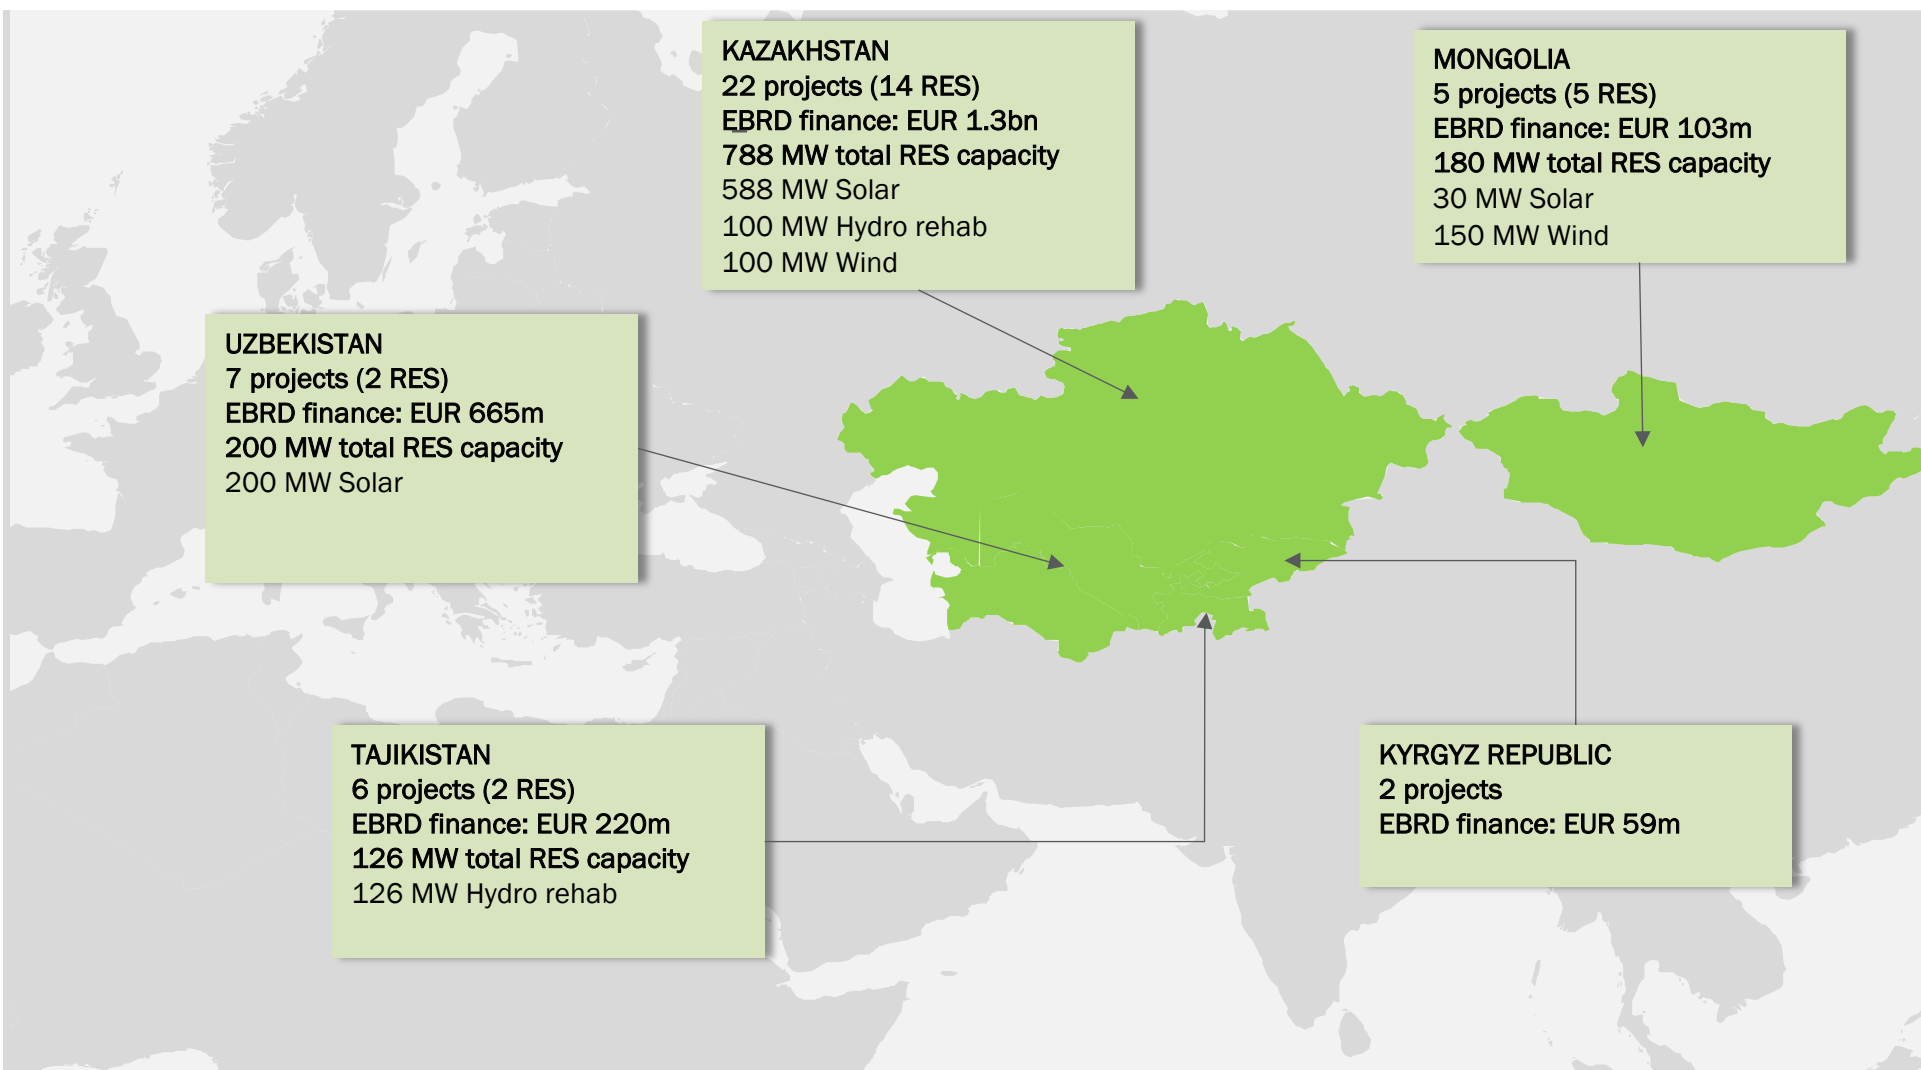 KAZAKHSTAN
22 projects (14 RES)
EBRD finance: EUR 1.3bn
788 MW total RES capacity
588 MW Solar
100 MW Hydro rehab
100 MW Wind
MONGOLIA
5 projects (5 RES)
EBRD finance: EUR 103m
180 MW total RES capacity
30 MW Solar
150 MW Wind
UZBEKISTAN
7 projects (2 RES)
EBRD finance: EUR 665m
200 MW total RES capacity
200 MW Solar
TAJIKISTAN
6 projects (2 RES)
EBRD finance: EUR 220m
126 MW total RES capacity
126 MW Hydro rehab
KYRGYZ REPUBLIC
2 projects
EBRD finance: EUR 59m